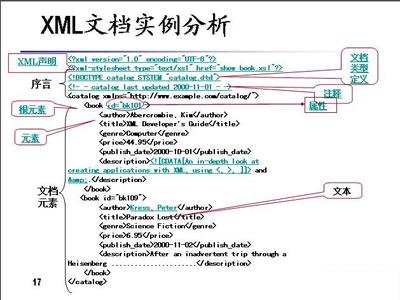 XML文档实例分析
XML声明
<?xml version="1.0" encoding="UTF-8"?>
<?xml-stylesheet type="text/xsl" href="show_book.xsl"?>
文档
类型
定义
序言
<!DOCTYPE catalog SYSTEM "catalog.dtd">
<!-- catalog last updated 2000-11-01 -->
注释
<catalog xmlns="http://www.example.com/catalog/">
根元素
<book id="bk101">
属性
<author>Abercrombie, Kim</author>
元素
<title>XML Developer's Guide</title>
<genre>Computer</genre>
<price>44.95</price>
<publish_date>2000-10-01</publish_date>
<description><![CDATA[An in-depth look at
creating applications with XML, using <, >, ]]> and
&amp;.</description>
</book>
文档
元素
<book id="bk109">
文本
<author>Kress, Peter</author>
<title>Paradox Lost</title>
<genre>Science Fiction</genre>
<price>6.95</price>
<publish_date>2000-11-02</publish_date>
<description>After an inadvertent trip through a
Heisenberg ......................</description>
</book>
</catalog>
17